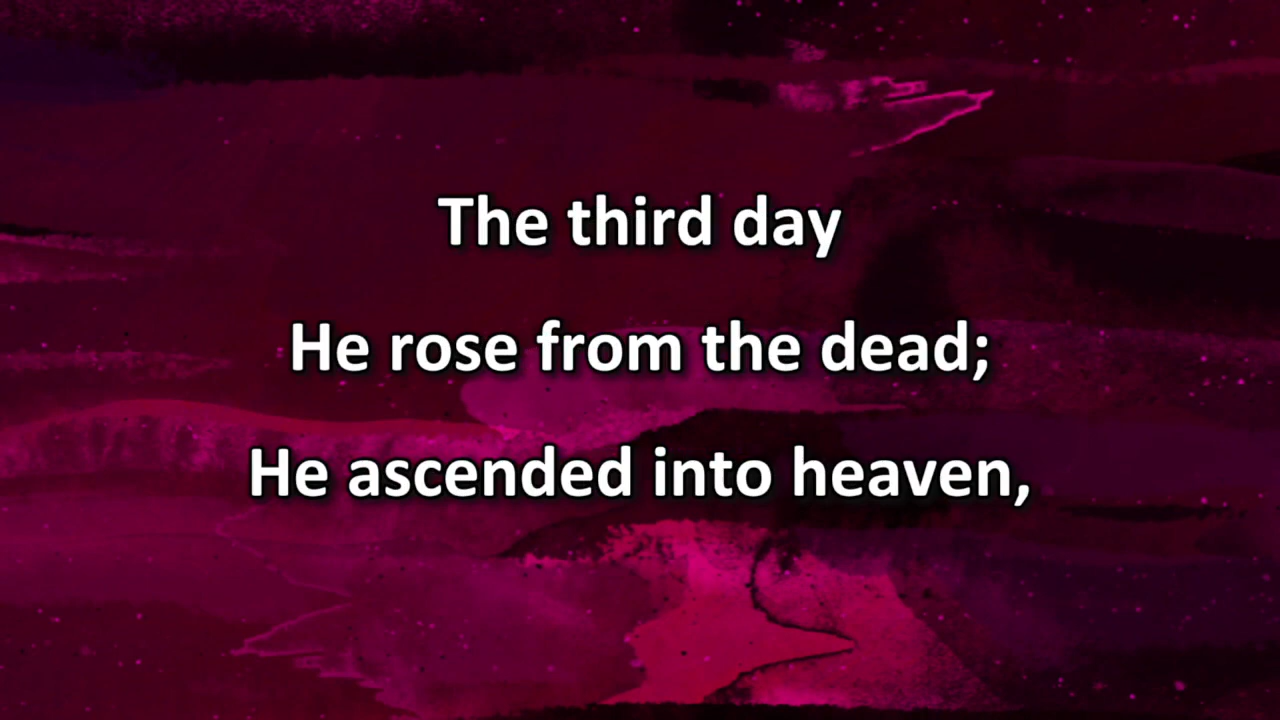 The third day
He rose from the dead;
He ascended into heaven,